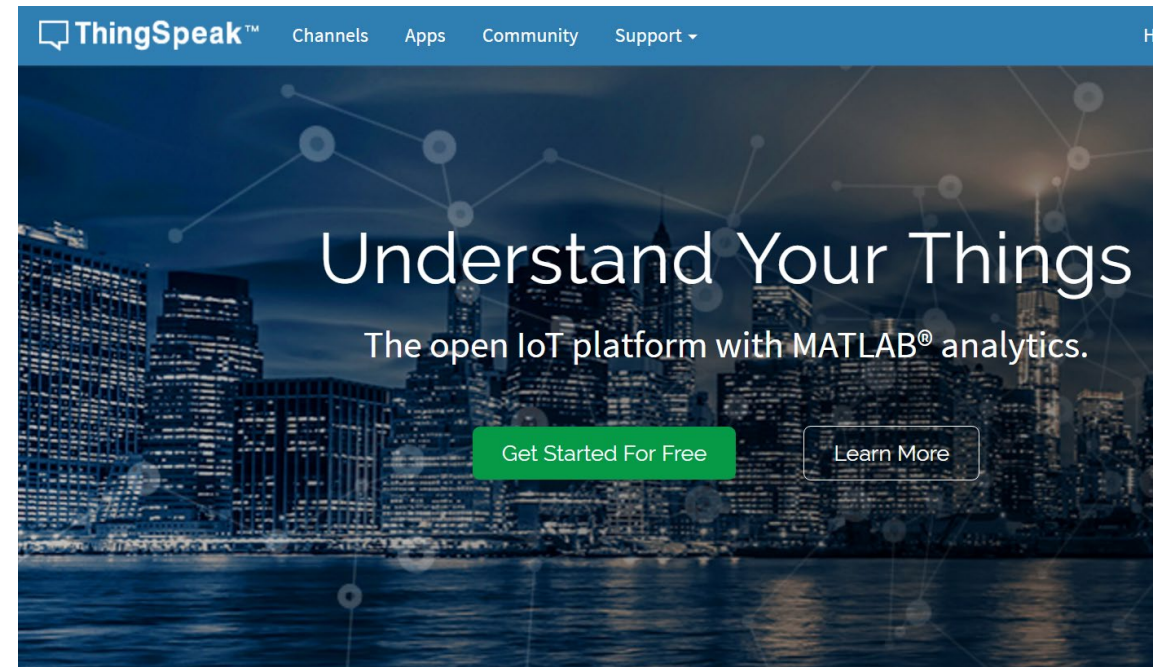 ThingSpeak™ Channels Apps Community Support
Understand Your Things
The open IoT platform with MATLAB® analytics.
Get Started For Free Learn More